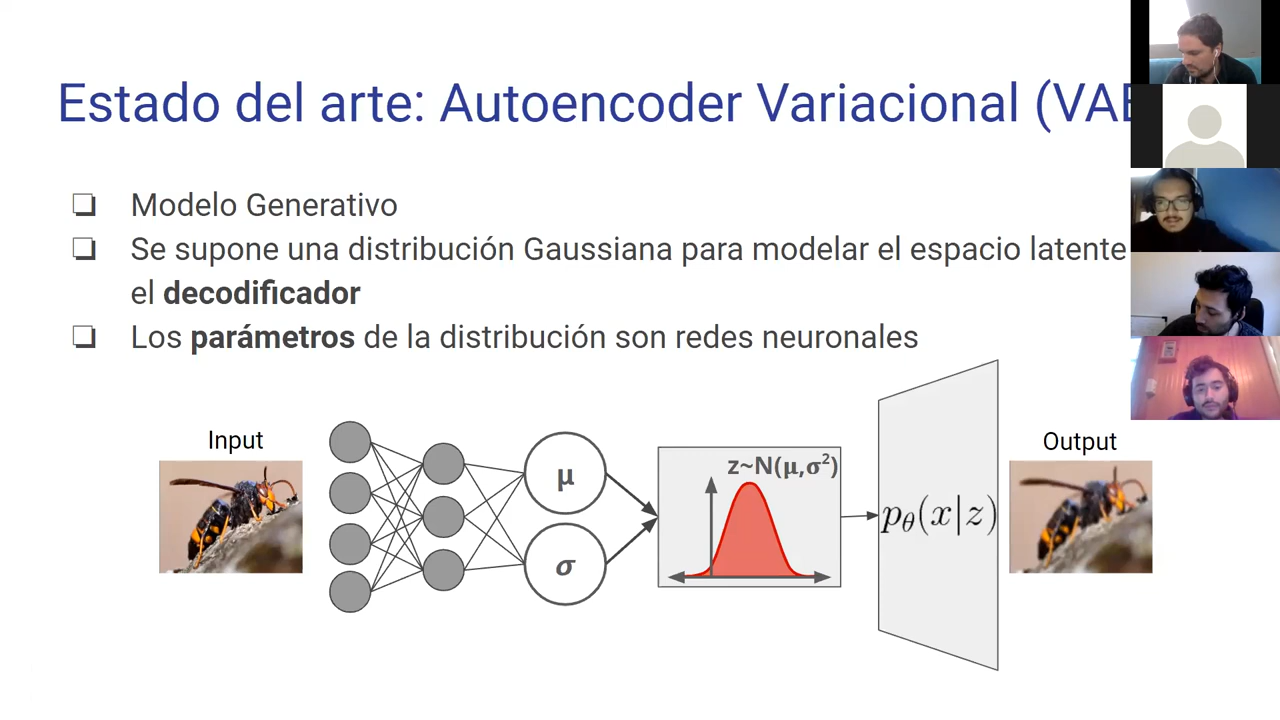 Estado del arte: Autoencoder Variacional (VAE
Modelo Generativo
Se supone una distribución Gaussiana para modelar el espacio latente
el decodificador
Los parámetros de la distribución son redes neuronales
Input
μ
σ
z~N(μ,σ²)
pθ(x|z)
Output